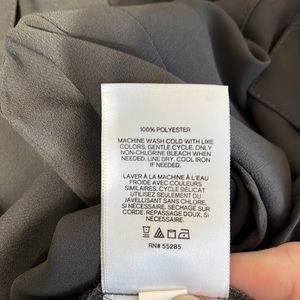 100% POLYESTER
MACHINE WASH COLD WITH LIKE
COLORS, GENTLE CYCLE. ONLY
NON-CHLORINE BLEACH WHEN
NEEDED. LINE DRY. COOL IRON
IF NEEDED.
LAVER À LA MACHINE À L'EAU
FROIDE AVEC COULEURS
SIMILAIRES, CYCLE DÉLICAT
UTILISEZ SEULEMENT DU
JAVELLISANT SANS CHLORE,
SI NÉCESSAIRE. SÉCHAGE SUR
CORDE. REPASSAGE DOUX, SI
NÉCESSAIRE.
RN# 55285